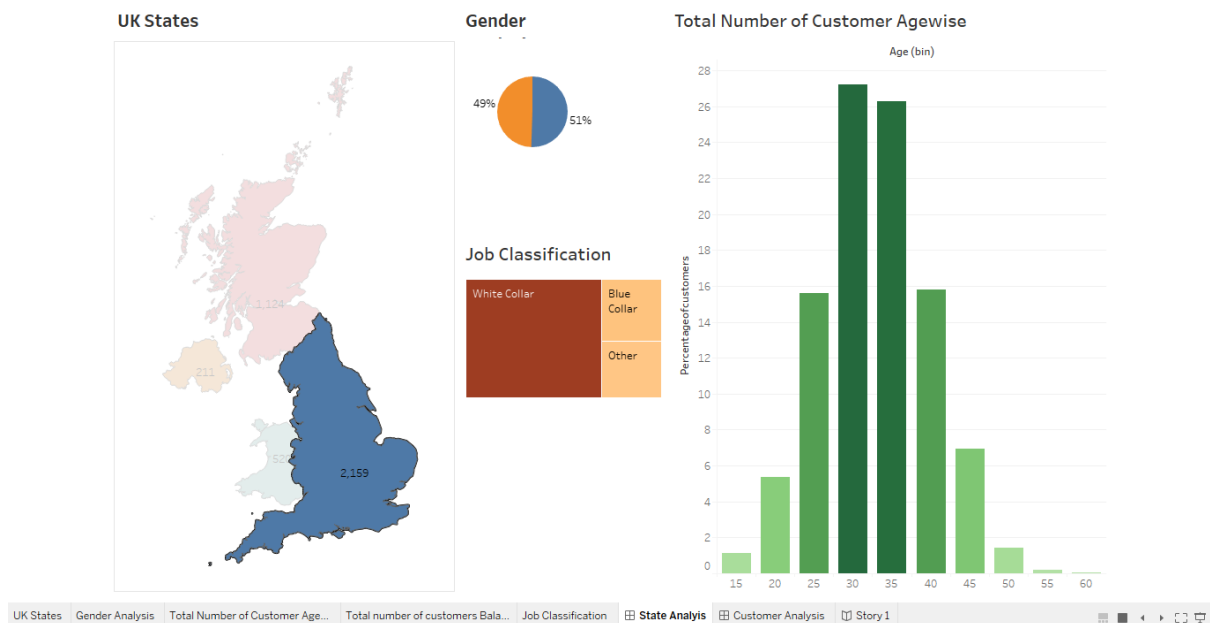 UK States
Gender
Total Number of Customer Agewise
Age (bin)
1,124
211
2,159
49%
51%
Job Classification
White Collar
Blue
Collar
Other
Percentageofcustomers
28
26
24
22
20
18
16
14
12
10
8
6
4
2
0
15
20
25
30
35
40
45
50
55
60
UK States
Gender Analysis
Total Number of Customer Age...
Total number of customers Bala...
Job Classification
State Analyis
Customer Analysis
Story 1